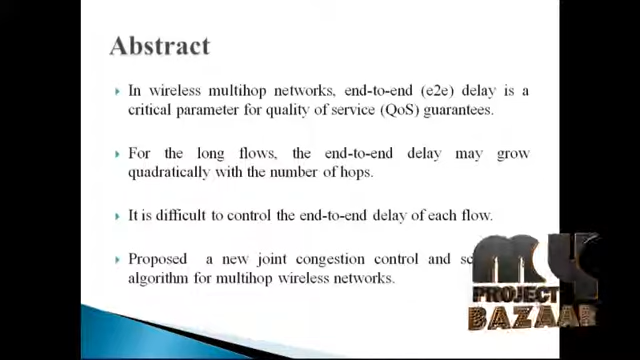 Abstract
In wireless multihop networks, end-to-end (e2e) delay is a
critical parameter for quality of service (QoS) guarantees.
For the long flows, the end-to-end delay may grow
quadratically with the number of hops.
It is difficult to control the end-to-end delay of each flow.
Proposed a new joint congestion control and
algorithm for multihop wireless networks.
my
PROJECT
BAZAAR